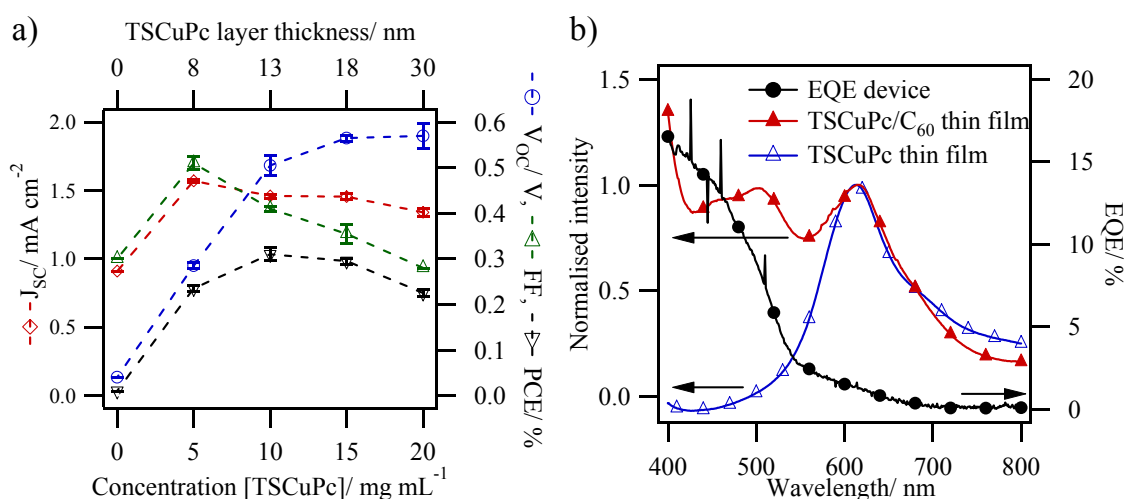 a)
TSCuPc layer thickness/ nm
0 8 13 18 30
2.0
1.5
1.0
0.5
0.0
J_SC/ mA cm^-2
0.6
0.5
0.4
0.3
0.2
0.1
0.0
V_OC/ V, FF, PCE/ %
0 5 10 15 20
Concentration [TSCuPc]/ mg mL^-1
b)
EQE device
TSCuPc/C_60 thin film
TSCuPc thin film
1.5
1.0
0.5
0.0
Normalised intensity
20
15
10
5
0
EQE/ %
400 500 600 700 800
Wavelength/ nm